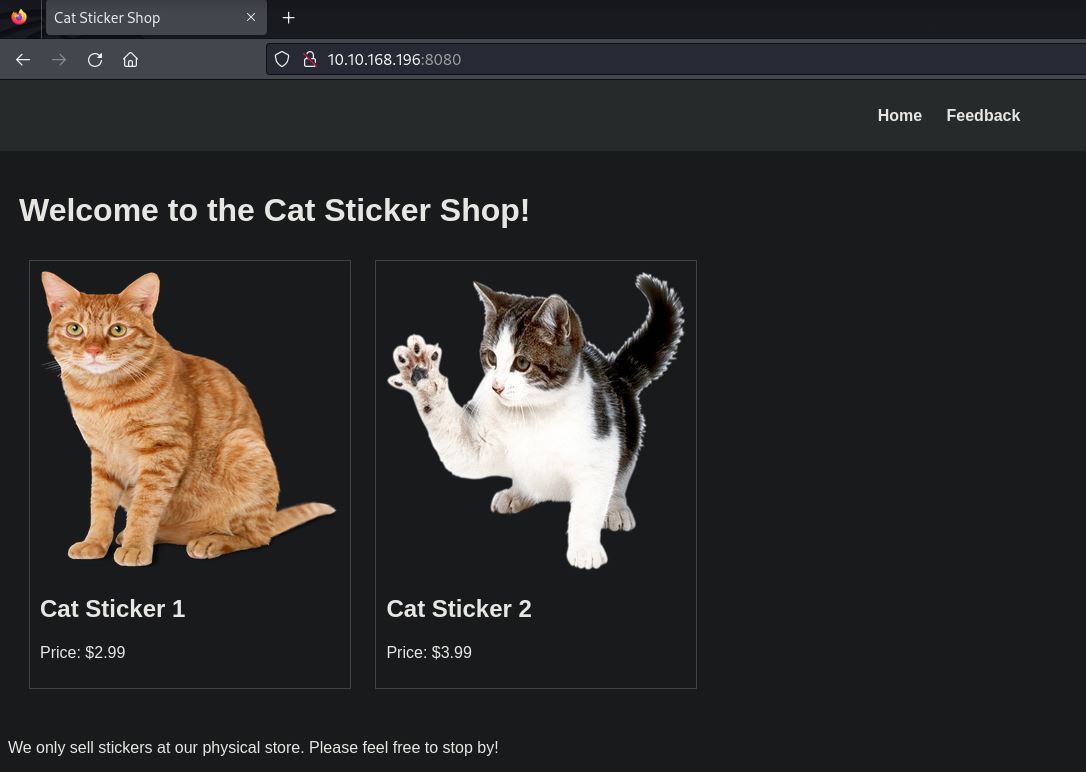 Cat Sticker Shop
10.10.168.196:8080
Home Feedback
Welcome to the Cat Sticker Shop!
Cat Sticker 1
Price: $2.99
Cat Sticker 2
Price: $3.99
We only sell stickers at our physical store. Please feel free to stop by!